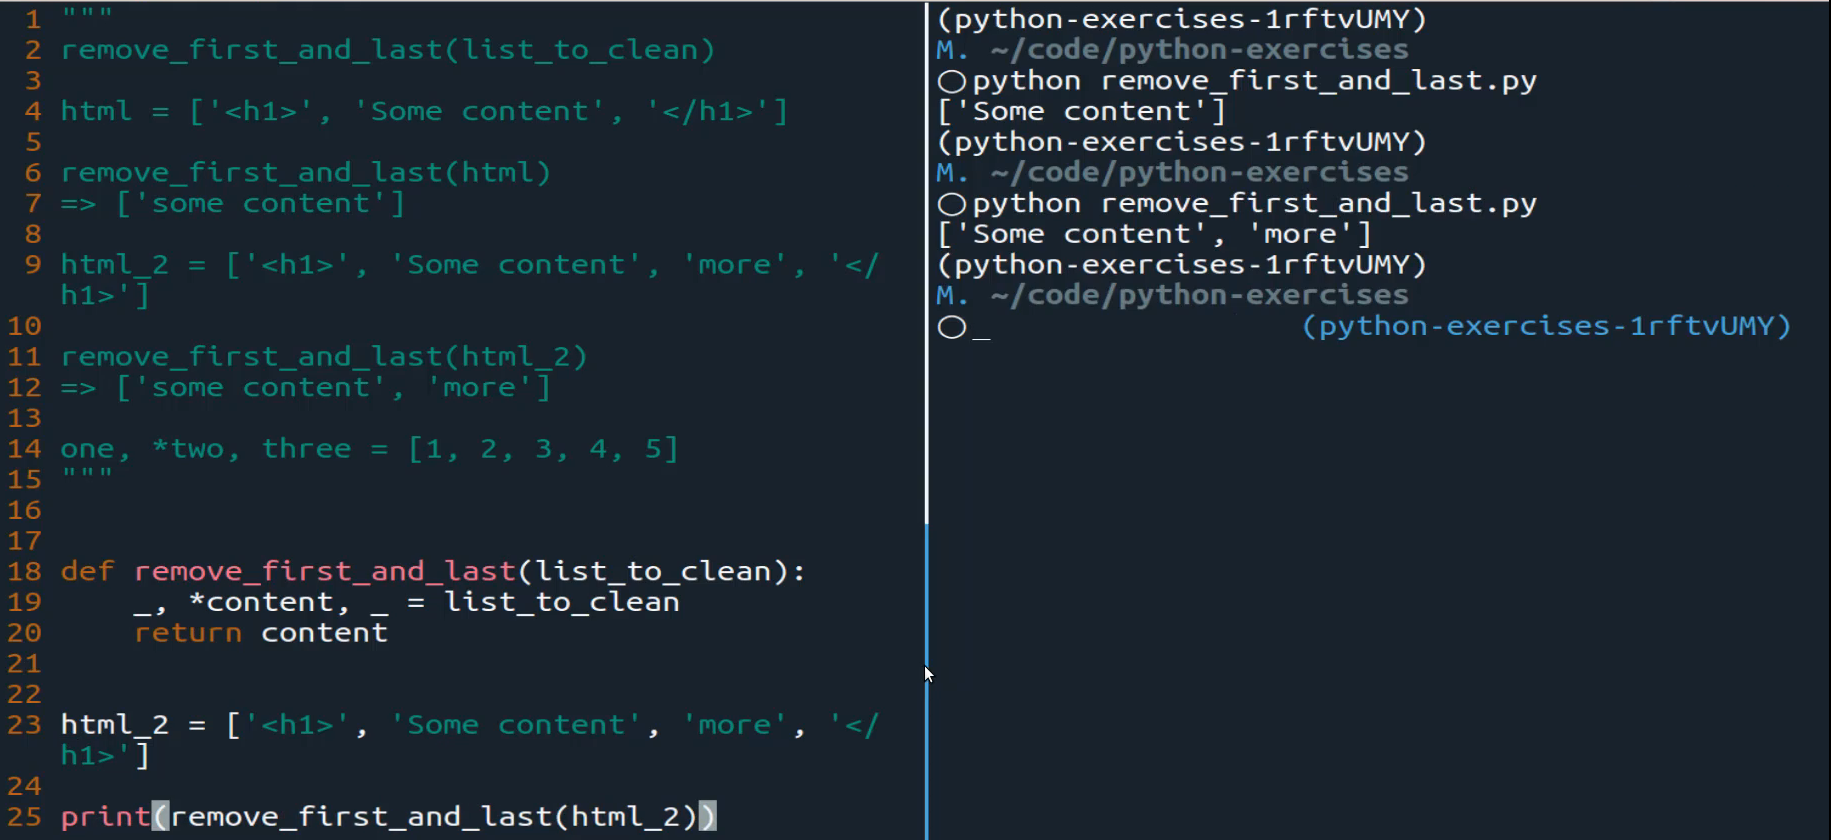 1 """
2 remove_first_and_last(list_to_clean)
3
4 html = ['<h1>', 'Some content', '</h1>']
5
6 remove_first_and_last(html)
7 => ['some content']
8
9 html_2 = ['<h1>', 'Some content', 'more', '</
h1>']
10
11 remove_first_and_last(html_2)
12 => ['some content', 'more']
13
14 one, *two, three = [1, 2, 3, 4, 5]
15 """
16
17
18 def remove_first_and_last(list_to_clean):
19     _, *content, _ = list_to_clean
20     return content
21
22
23 html_2 = ['<h1>', 'Some content', 'more', '</
h1>']
24
25 print(remove_first_and_last(html_2))
(python-exercises-1rftvUMY)
M. ~/code/python-exercises
○python remove_first_and_last.py
['Some content']
(python-exercises-1rftvUMY)
M. ~/code/python-exercises
○python remove_first_and_last.py
['Some content', 'more']
(python-exercises-1rftvUMY)
M. ~/code/python-exercises
○_ (python-exercises-1rftvUMY)